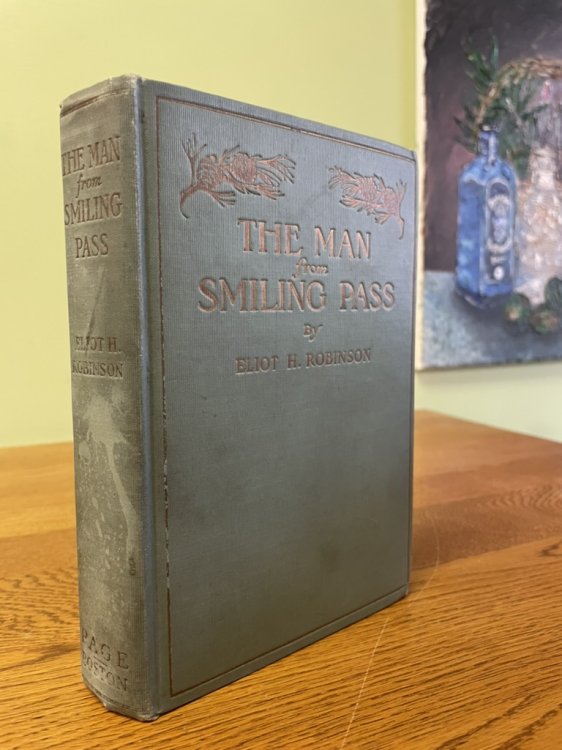 THE MAN
from
SMILING
PASS
ELIOT H.
ROBINSON
PAGE
BOSTON
THE MAN
from
SMILING PASS
By
ELIOT H. ROBINSON